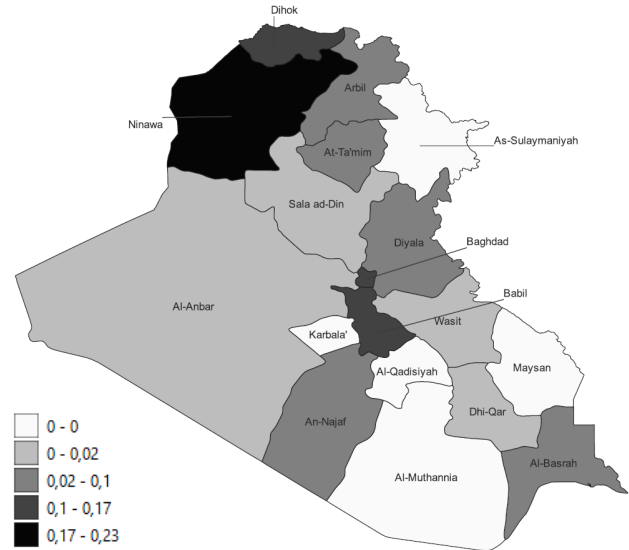 Dihok
Arbil
Ninawa
As-Sulaymaniyah
At-Ta'mim
Sala ad-Din
Diyala
Baghdad
Babil
Al-Anbar
Wasit
Karbala'
Al-Qadisiyah
Maysan
An-Najaf
Dhi-Qar
Al-Basrah
Al-Muthannia
0 - 0
0 - 0,02
0,02 - 0,1
0,1 - 0,17
0,17 - 0,23